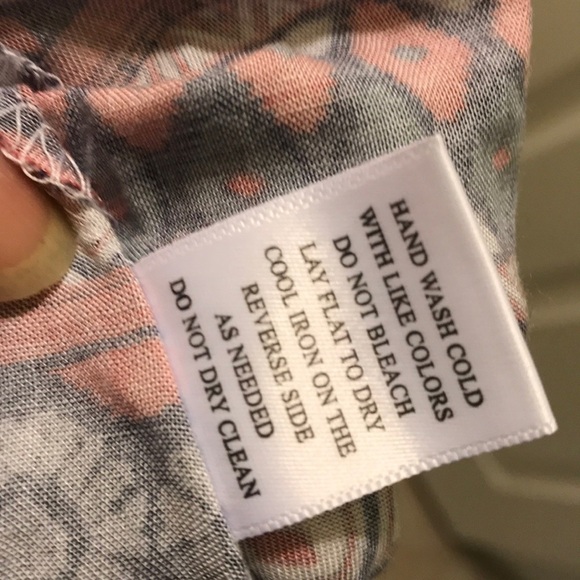 HAND WASH COLD
WITH LIKE COLORS
DO NOT BLEACH
LAY FLAT TO DRY
COOL IRON ON THE
REVERSE SIDE
AS NEEDED
DO NOT DRY CLEAN